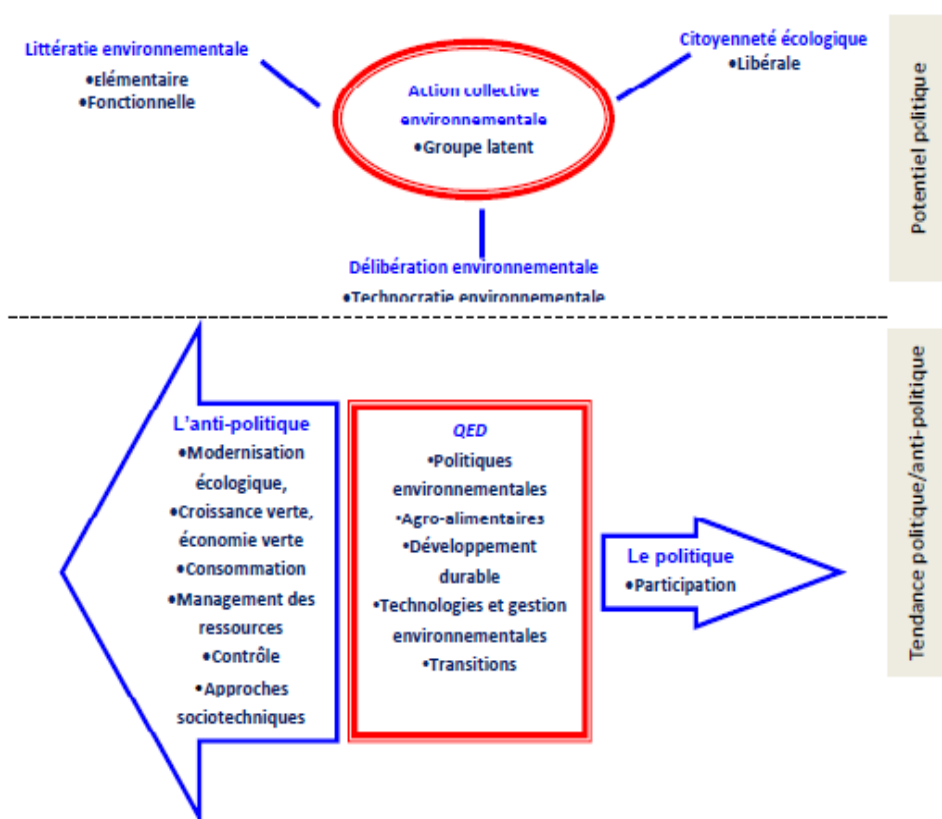 Littératie environnementale
•Elémentaire
•Fonctionnelle
Citoyenneté écologique
•Libérale
Action collective
environnementale
•Groupe latent
Délibération environnementale
•Technocratie environnementale
Potentiel politique
L'anti-politique
•Modernisation
écologique,
•Croissance verte,
économie verte
•Consommation
•Management des
ressources
•Contrôle
•Approches
sociotechniques
QED
•Politiques
environnementales
•Agro-alimentaires
•Développement
durable
•Technologies et gestion
environnementales
•Transitions
Le politique
•Participation
Tendance politique/anti-politique